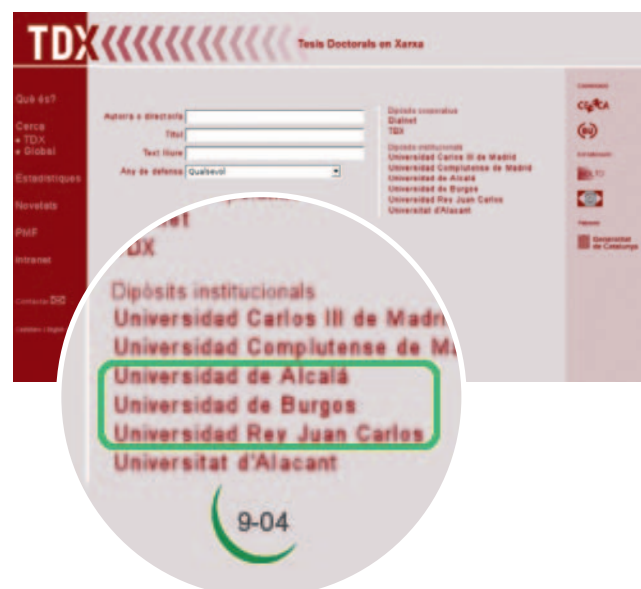 TDX
Tesis Doctorals en Xarxa
Què és?
Cerca
TDX
Global
Estadístiques
Novetats
PMF
Intranet
Autor/a o director/a
Títol
Text lliure
Any de defensa Qualsevol
Dipòsits cooperatius
Dialnet
TDX
Dipòsits institucionals
Universidad Carlos III de Madrid
Universidad Complutense de Madrid
Universidad de Alcalá
Universidad de Burgos
Universidad Rey Juan Carlos
Universitat d'Alacant
Generalitat
de Catalunya
TDX
Dipòsits institucionals
Universidad Carlos III de Madri
Universidad Complutense de Ma
Universidad de Alcalá
Universidad de Burgos
Universidad Rey Juan Carlos
Universitat d'Alacant
9-04